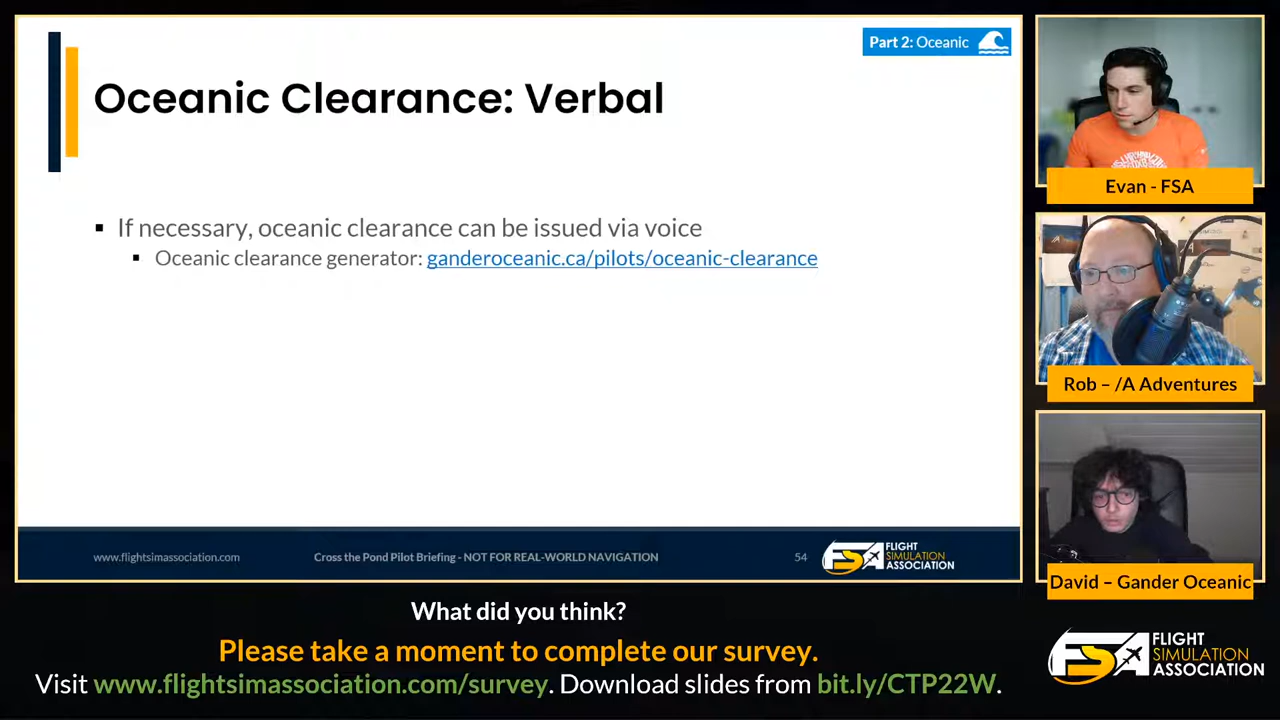 Part 2: Oceanic
Oceanic Clearance: Verbal
▪ If necessary, oceanic clearance can be issued via voice
▪ Oceanic clearance generator: ganderoceanic.ca/pilots/oceanic-clearance
www.flightsimassociation.com
Cross the Pond Pilot Briefing - NOT FOR REAL-WORLD NAVIGATION
54
FSA FLIGHT
SIMULATION
ASSOCIATION
Evan - FSA
Rob – /A Adventures
David – Gander Oceanic
What did you think?
Please take a moment to complete our survey.
Visit www.flightsimassociation.com/survey. Download slides from bit.ly/CTP22W.
FSA FLIGHT
SIMULATION
ASSOCIATION